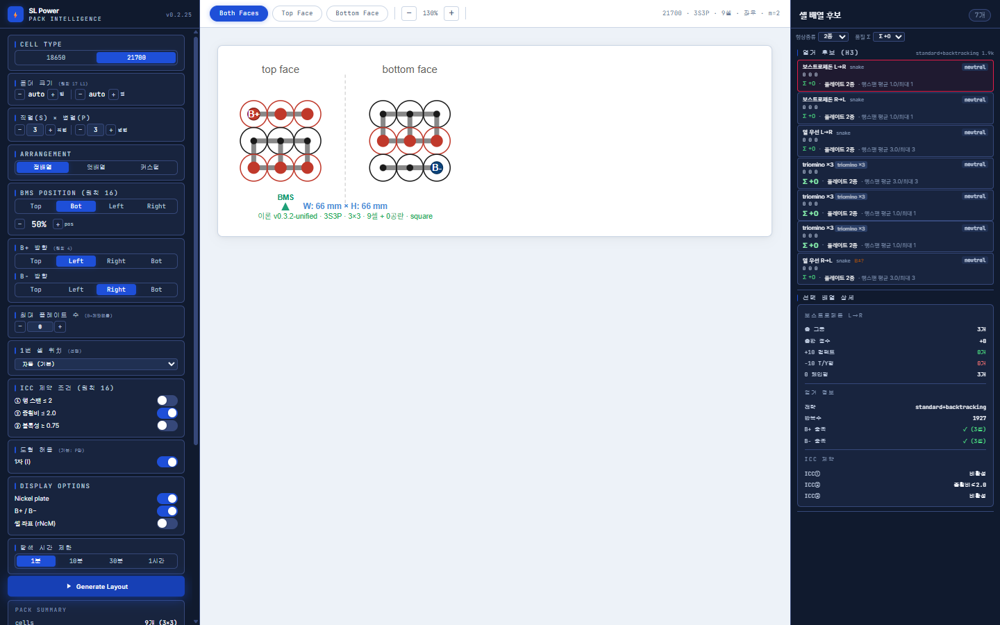 SL Power
PACK INTELLIGENCE
v0.2.25
CELL TYPE
18650
21700
홀더 크기 (원칙 17 L1)
− auto + 행 − auto + 열
직렬(S) × 병렬(P)
− 3 + 직렬 − 3 + 병렬
ARRANGEMENT
정배열
엇배열
커스텀
BMS POSITION (원칙 16)
Top
Bot
Left
Right
− 50% + pos
B+ 방향 (원칙 4)
Top
Left
Right
Bot
B- 방향
Top
Left
Right
Bot
최대 플레이트 수 (0=제한없음)
− 0 +
1번 셀 위치 (선형)
자동 (기본)
ICC 제약 조건 (원칙 16)
① 행 스팬 ≤ 2
② 종횡비 ≤ 2.0
③ 볼록성 ≥ 0.75
도형 허용
1자 (I)
DISPLAY OPTIONS
Nickel plate
B+ / B−
셀 좌표 (rNcM)
탐색 시간 제한
1분
10분
30분
1시간
▶ Generate Layout
PACK SUMMARY
cells
9개 (3×3)
Both Faces
Top Face
Bottom Face
− 130% +
21700 · 3S3P · 9셀 · 좌우 · m=2
top face
bottom face
B+
B-
BMS
W: 66 mm × H: 66 mm
이론 v0.3.2-unified · 3S3P · 3×3 · 9셀 + 0공란 · square
셀 배열 후보
7개
형상종류 2종 품질 Σ Σ +0
열거 후보 (H3)
standard+backtracking 1.9k
보스트로페돈 L→R snake
neutral
0 0 0
Σ +0 · 플레이트 2종 · 행스팬 평균 1.0/최대 1
보스트로페돈 R→L snake
neutral
0 0 0
Σ +0 · 플레이트 2종 · 행스팬 평균 1.0/최대 1
열 우선 L→R snake
neutral
0 0 0
Σ +0 · 플레이트 2종 · 행스팬 평균 3.0/최대 3
triomino ×3 triomino ×3
neutral
0 0 0
Σ +0 · 플레이트 2종 · 행스팬 평균 3.0/최대 3
triomino ×3 triomino ×3
neutral
0 0 0
Σ +0 · 플레이트 2종 · 행스팬 평균 1.0/최대 1
triomino ×3 triomino ×3
neutral
0 0 0
Σ +0 · 플레이트 2종 · 행스팬 평균 1.0/최대 1
열 우선 R→L snake B+?
neutral
0 0 0
Σ +0 · 플레이트 2종 · 행스팬 평균 3.0/최대 3
선택 배열 상세
보스트로페돈 L→R
총 그룹
3개
총판 점수
+0
+10 컴팩트
0개
-10 T/Y형
0개
0 체인형
3개
열거 정보
전략
standard+backtracking
반복수
1927
B+ 충족
✓ (3셀)
B- 충족
✓ (3셀)
ICC 제약
ICC①
비활성
ICC②
종횡비≤2.0
ICC③
비활성